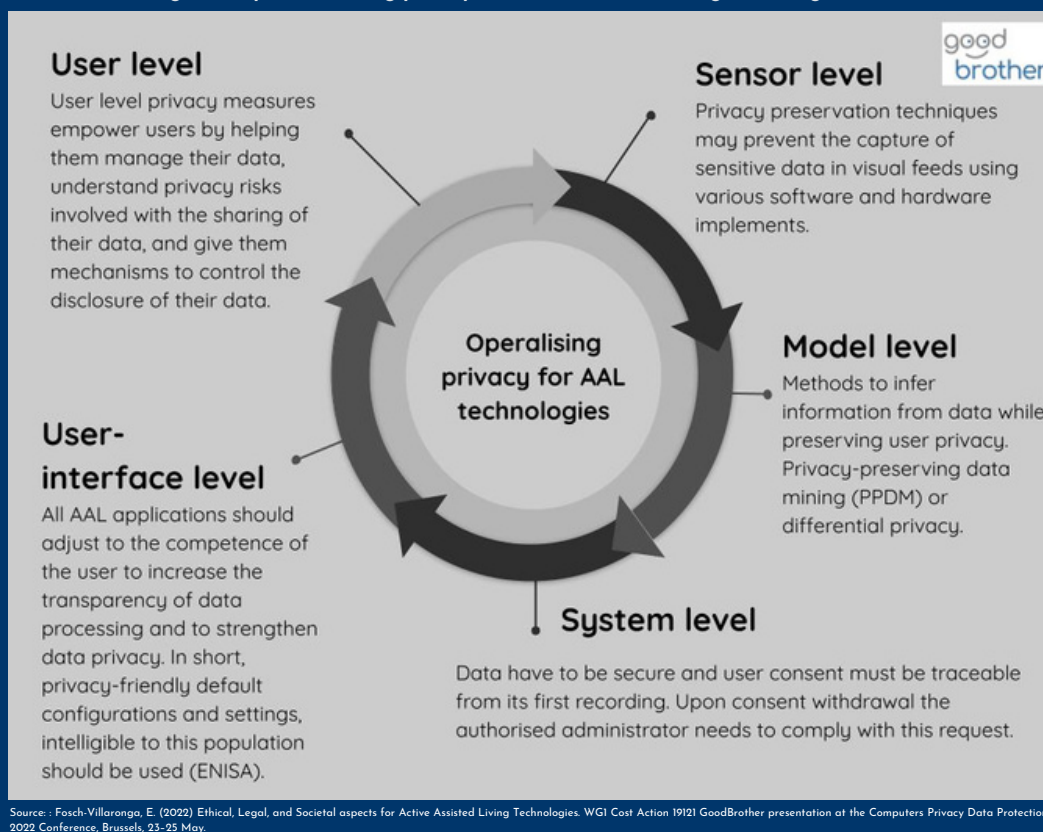 good
brother
User level
User level privacy measures
empower users by helping
them manage their data,
understand privacy risks
involved with the sharing of
their data, and give them
mechanisms to control the
disclosure of their data.
Sensor level
Privacy preservation techniques
may prevent the capture of
sensitive data in visual feeds using
various software and hardware
implements.
Operalising
privacy for AAL
technologies
Model level
Methods to infer
information from data while
preserving user privacy.
Privacy-preserving data
mining (PPDM) or
differential privacy.
User-
interface level
All AAL applications should
adjust to the competence of
the user to increase the
transparency of data
processing and to strengthen
data privacy. In short,
privacy-friendly default
configurations and settings,
intelligible to this population
should be used (ENISA).
System level
Data have to be secure and user consent must be traceable
from its first recording. Upon consent withdrawal the
authorised administrator needs to comply with this request.
Source: : Fosch-Villaronga, E. (2022) Ethical, Legal, and Societal aspects for Active Assisted Living Technologies. WG1 Cost Action 19121 GoodBrother presentation at the Computers Privacy Data Protection
2022 Conference, Brussels, 23-25 May.